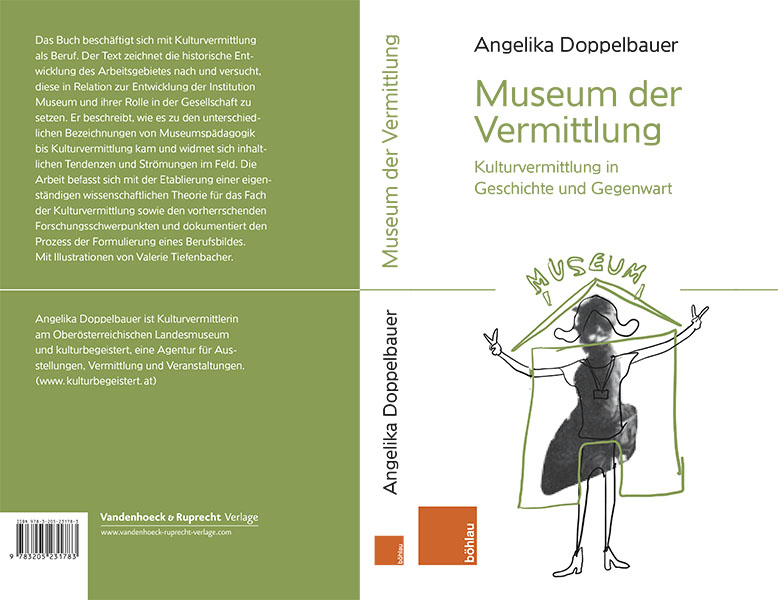 Das Buch beschäftigt sich mit Kulturvermittlung
als Beruf. Der Text zeichnet die historische Ent-
wicklung des Arbeitsgebietes nach und versucht,
diese in Relation zur Entwicklung der Institution
Museum und ihrer Rolle in der Gesellschaft zu
setzen. Er beschreibt, wie es zu den unterschied-
lichen Bezeichnungen von Museumspädagogik
bis Kulturvermittlung kam und widmet sich inhalt-
lichen Tendenzen und Strömungen im Feld. Die
Arbeit befasst sich mit der Etablierung einer eigen-
ständigen wissenschaftlichen Theorie für das Fach
der Kulturvermittlung sowie den vorherrschenden
Forschungsschwerpunkten und dokumentiert den
Prozess der Formulierung eines Berufsbildes.
Mit Illustrationen von Valerie Tiefenbacher.
Angelika Doppelbauer ist Kulturvermittlerin
am Oberösterreichischen Landesmuseum
und kulturbegeistert, eine Agentur für Aus-
stellungen, Vermittlung und Veranstaltungen.
(www.kulturbegeistert.at)
ISBN 978-3-205-23178-3
9 783205 231783
Vandenhoeck & Ruprecht Verlage
www.vandenhoeck-ruprecht-verlage.com
Museum der Vermittlung
Angelika Doppelbauer
böhlau
Angelika Doppelbauer
Museum der
Vermittlung
Kulturvermittlung in
Geschichte und Gegenwart
MUSEUM
böhlau